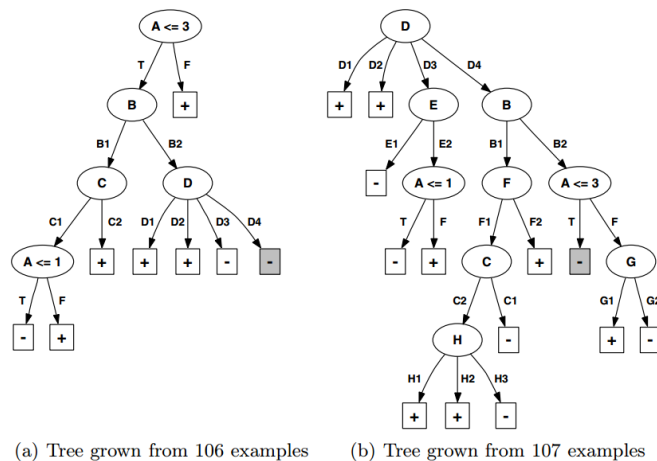 A <= 3 D
T F D1 D2 D3 D4
B + + + E B
B1 B2 E1 E2 B1 B2
C D - A <= 1 F A <= 3
C1 C2 D1 D2 D3 D4 T F F1 F2 T F
A <= 1 + + + - - - + C + - G
T F C2 C1 G1 G2
- + H - + -
H1 H2 H3
+ + -
(a) Tree grown from 106 examples (b) Tree grown from 107 examples